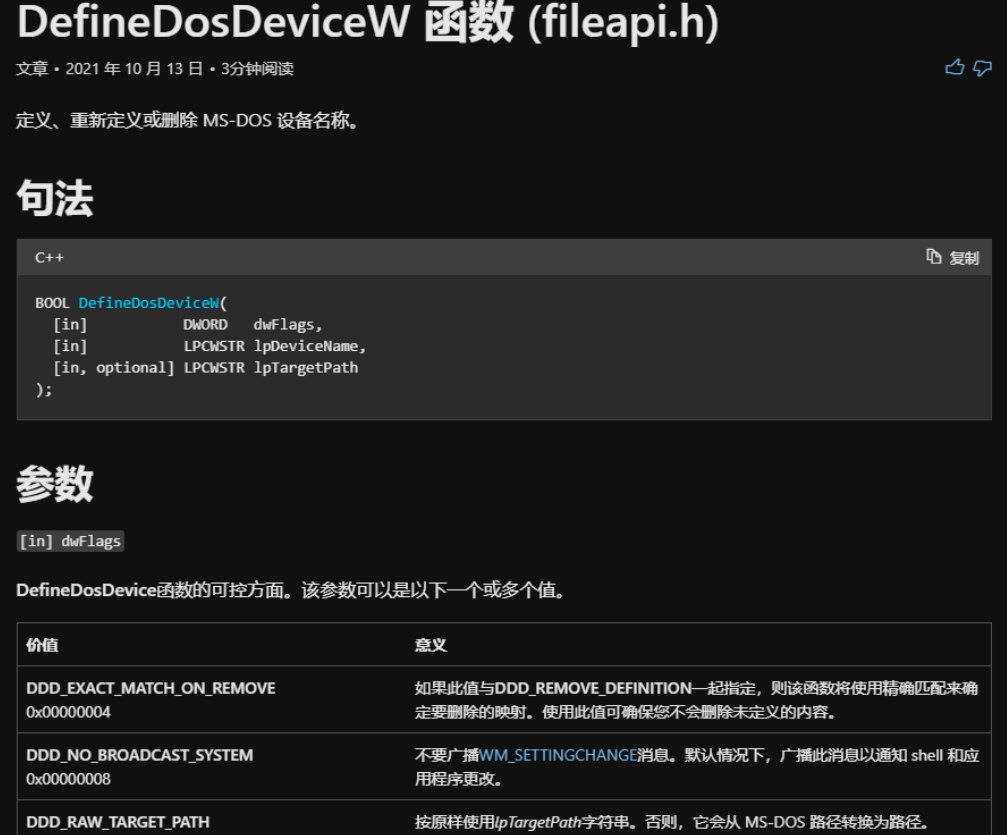 DefineDosDeviceW 函数 (fileapi.h)
文章 • 2021 年 10 月 13 日 • 3分钟阅读
定义、重新定义或删除 MS-DOS 设备名称。
句法
C++
复制
BOOL DefineDosDeviceW(
[in] DWORD dwFlags,
[in] LPCWSTR lpDeviceName,
[in, optional] LPCWSTR lpTargetPath
);
参数
[in] dwFlags
DefineDosDevice函数的可控方面。该参数可以是以下一个或多个值。
价值 意义
DDD_EXACT_MATCH_ON_REMOVE
0x00000004
如果此值与DDD_REMOVE_DEFINITION一起指定，则该函数将使用精确匹配来确
定要删除的映射。使用此值可确保您不会删除未定义的内容。
DDD_NO_BROADCAST_SYSTEM
0x00000008
不要广播WM_SETTINGCHANGE消息。默认情况下，广播此消息以通知 shell 和应
用程序更改。
DDD_RAW_TARGET_PATH
按原样使用lpTargetPath字符串。否则，它会从 MS-DOS 路径转换为路径。